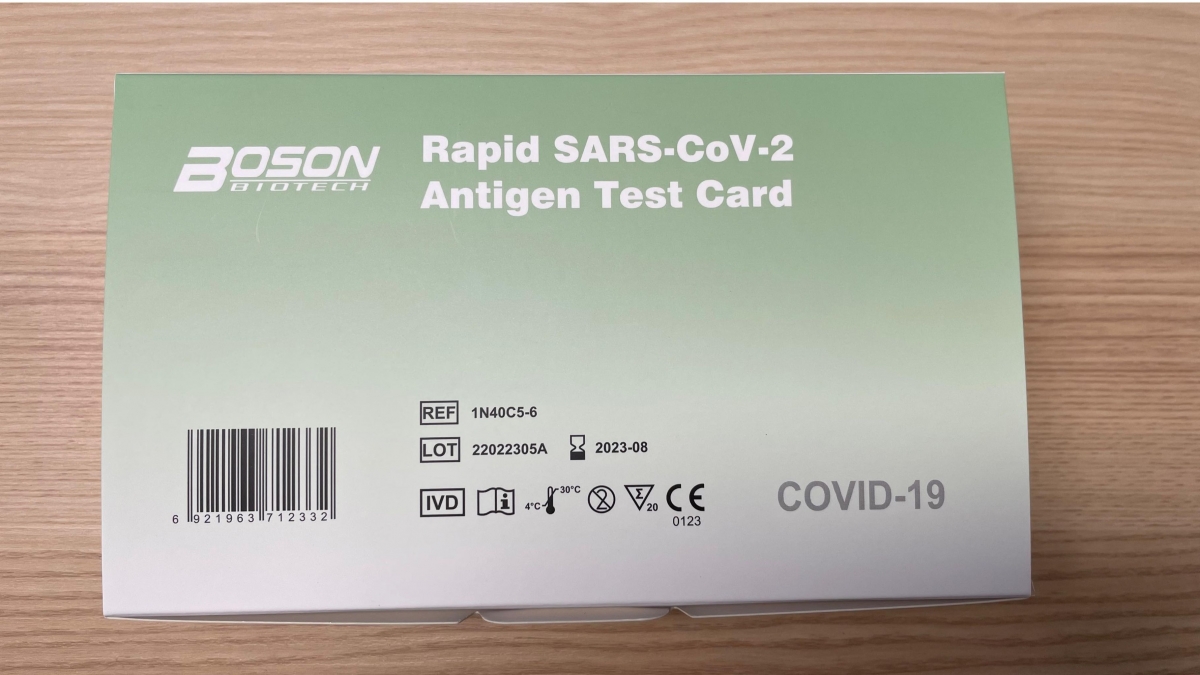 BOSON
BIOTECH
Rapid SARS-CoV-2
Antigen Test Card
REF 1N40C5-6
LOT 22022305A 2023-08
IVD i 4°C 30°C 2 Σ 20 CE
0123
COVID-19
6 921963 712332